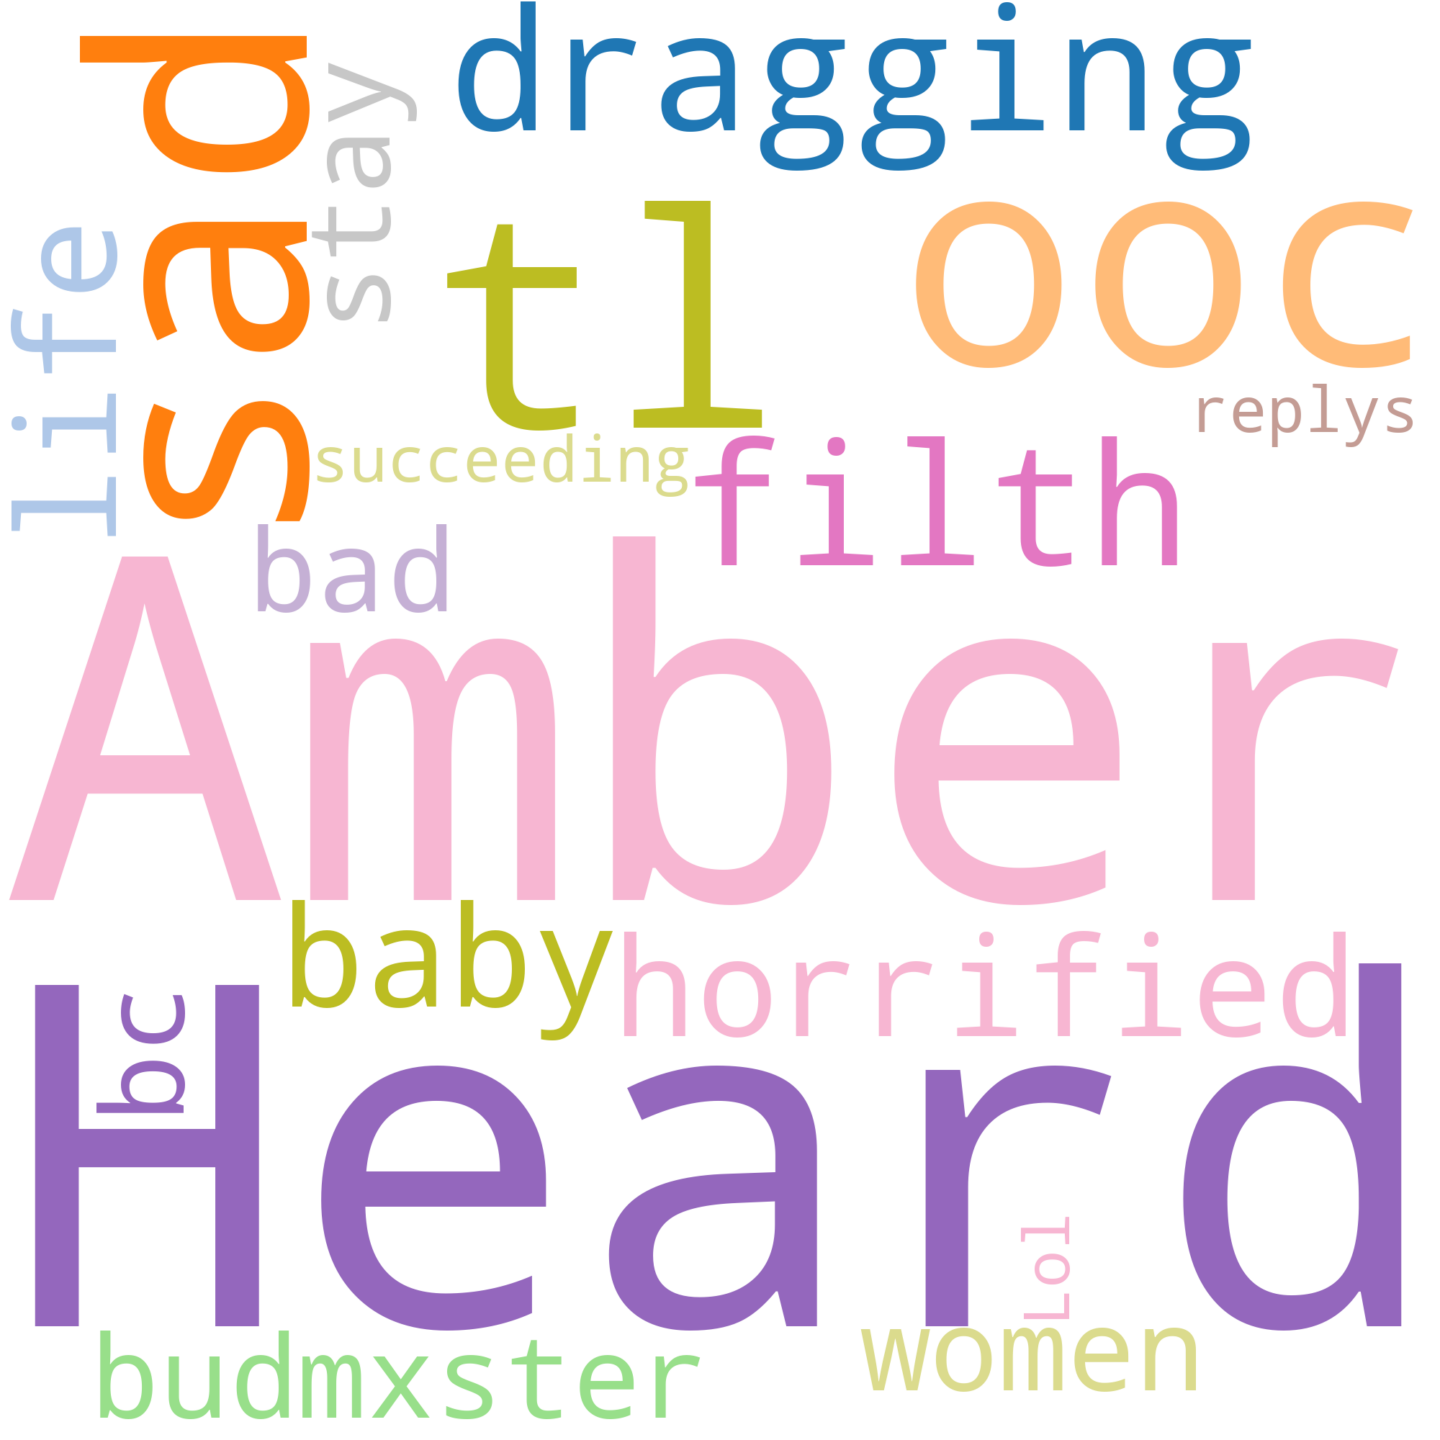 dragging
sad
stay
life
tl
ooc
replys
succeeding
filth
bad
Amber
baby
horrified
bc
Heard
Lol
women
budmxster